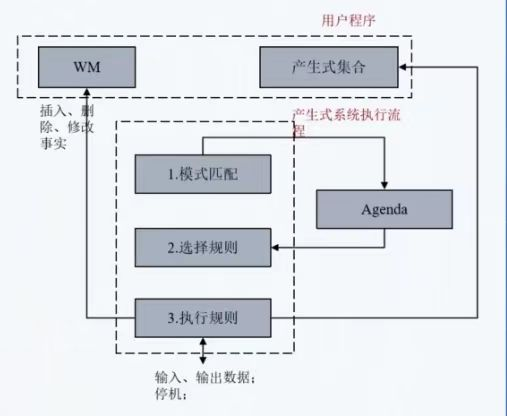 用户程序
WM
产生式集合
插入、删
除、修改
事实
产生式系统执行流
程
1.模式匹配
Agenda
2.选择规则
3.执行规则
输入、输出数据;
停机;